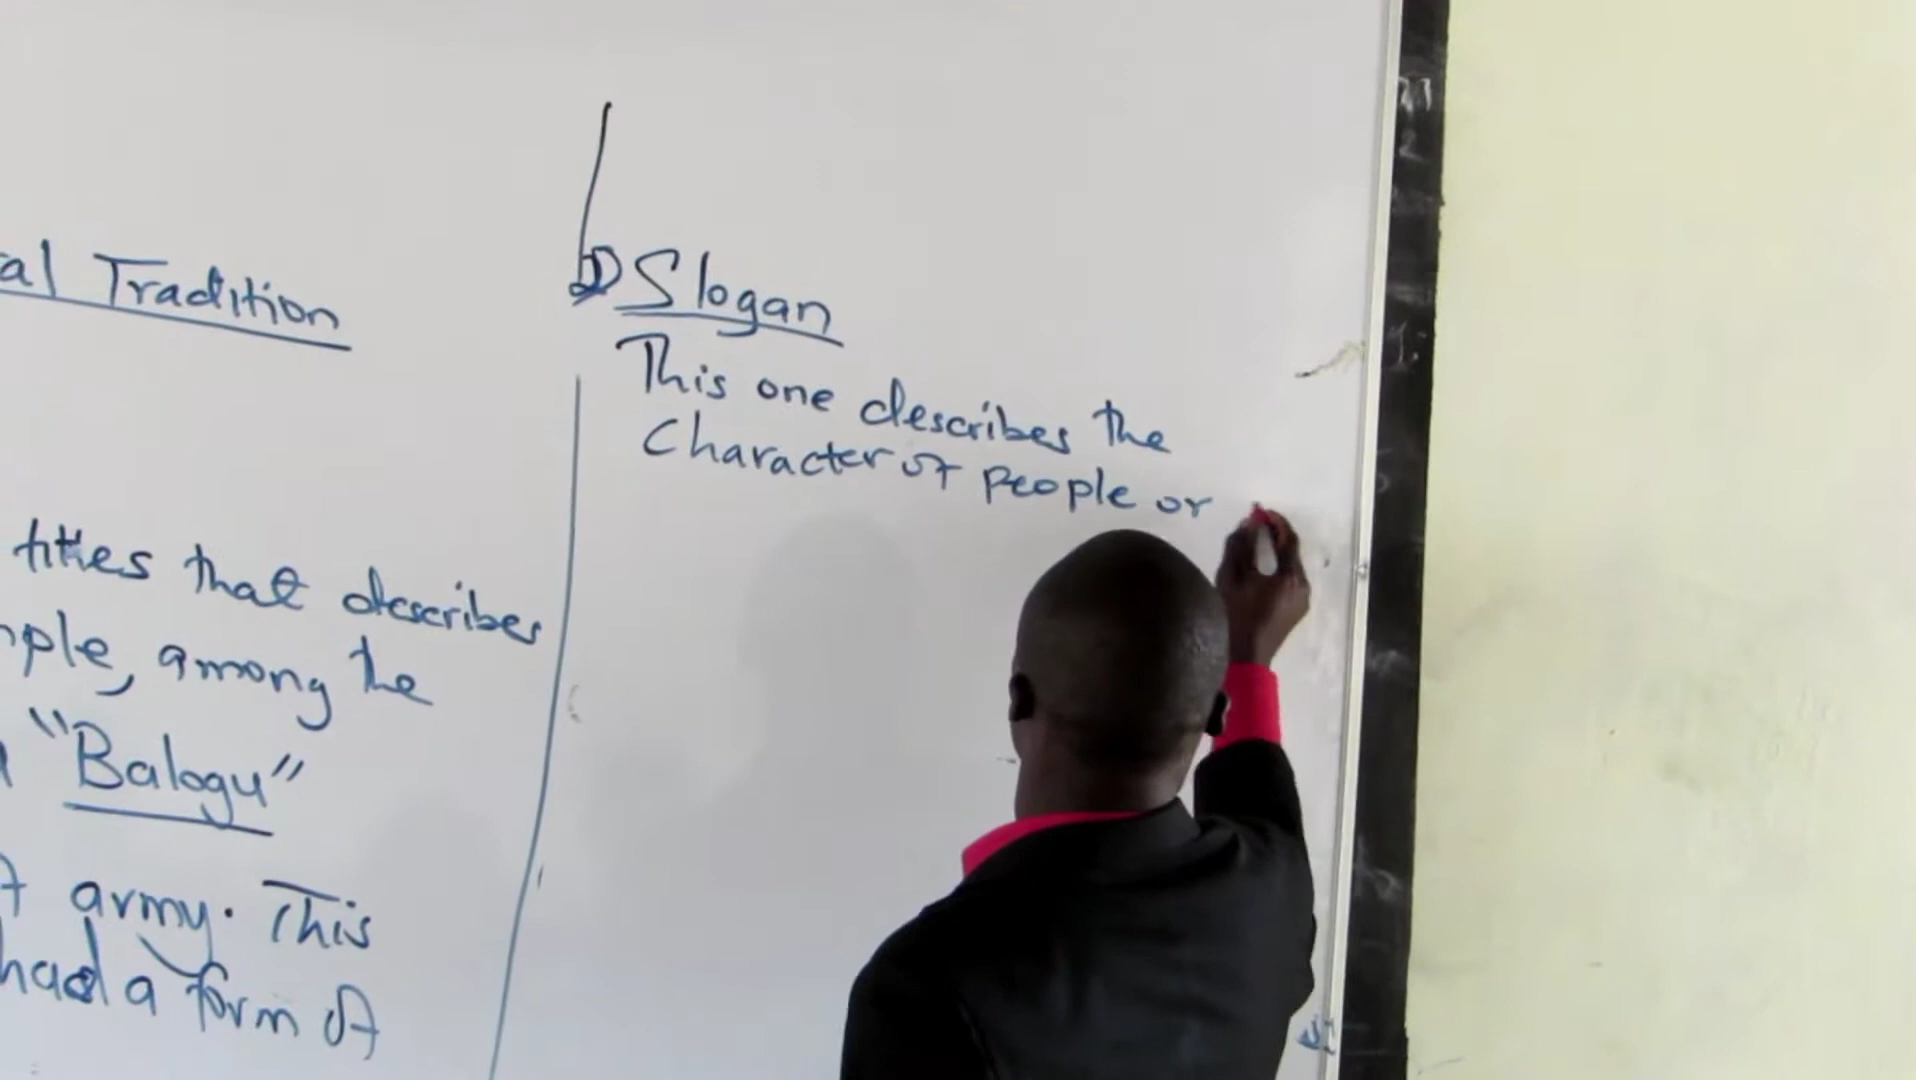 al Tradition
titles that describes
mple, among the
"Balogu"
army. This
had a form of
2) Slogan
This one describes the
Character of people or